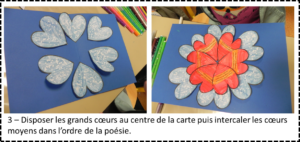 3 – Disposer les grands cœurs au centre de la carte puis intercaler les cœurs
moyens dans l'ordre de la poésie.